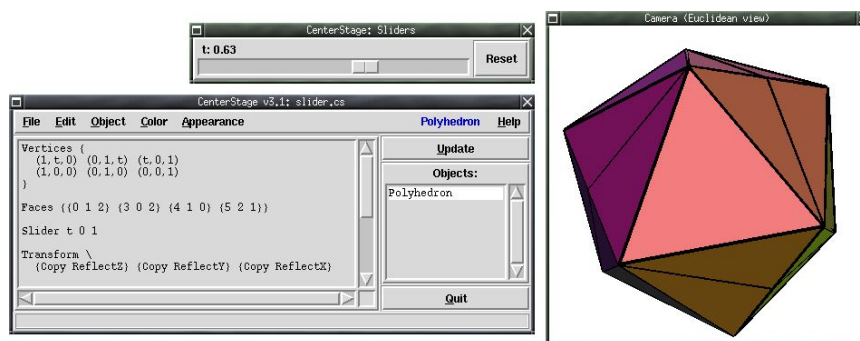 CenterStage: Sliders
t: 0.63
Reset
CenterStage v3.1: slider.cs
File Edit Object Color Appearance Polyhedron Help
Vertices {
(1,t,0) (0,1,t) (t,0,1)
(1,0,0) (0,1,0) (0,0,1)
}
Faces {{0 1 2} {3 0 2} {4 1 0} {5 2 1}}
Slider t 0 1
Transform \
{Copy ReflectZ} {Copy ReflectY} {Copy ReflectX}
Update
Objects:
Polyhedron
Quit
Camera (Euclidean view)